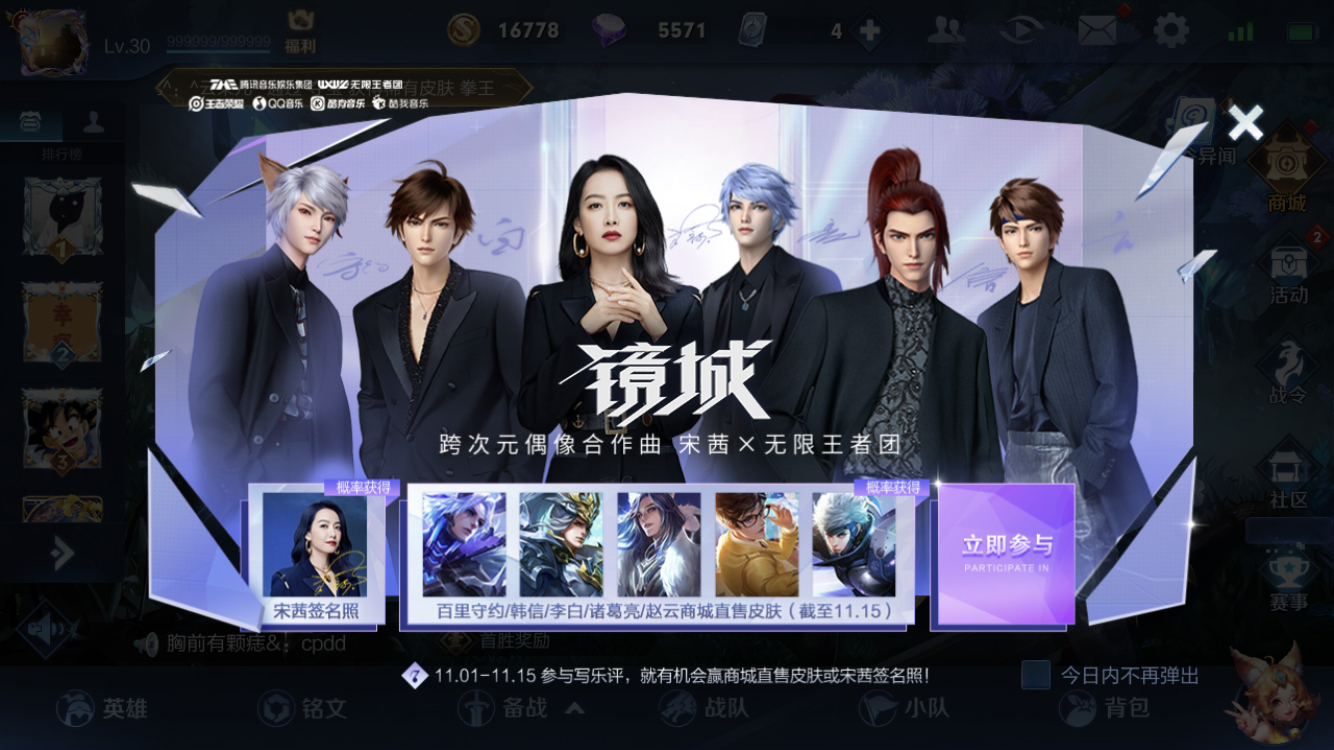 Lv.30
999999/999999
福利
16778
5571
4
腾讯音乐娱乐集团 无限王者团
王者荣耀 QQ音乐 酷狗音乐 酷我音乐
稀有皮肤 拳王
排行榜
异闻
商城
1
2
活动
2
镜城
3
战令
跨次元偶像合作曲 宋茜×无限王者团
概率获得
概率获得
社区
立即参与
PARTICIPATE IN
宋茜签名照
百里守约/韩信/李白/诸葛亮/赵云商城直售皮肤（截至11.15）
赛事
胸前有颗痣&：cpdd
首胜奖励
7 11.01-11.15 参与写乐评，就有机会赢商城直售皮肤或宋茜签名照！
今日内不再弹出
英雄
铭文
备战
战队
小队
背包